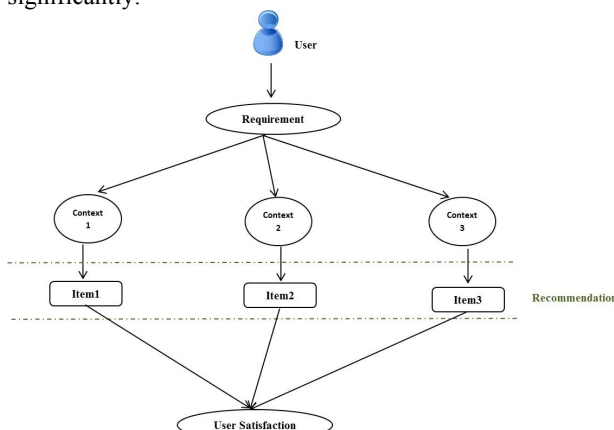 significantly.
User
Requirement
Context
1
Context
2
Context
3
Item1
Item2
Item3
Recommendation
User Satisfaction